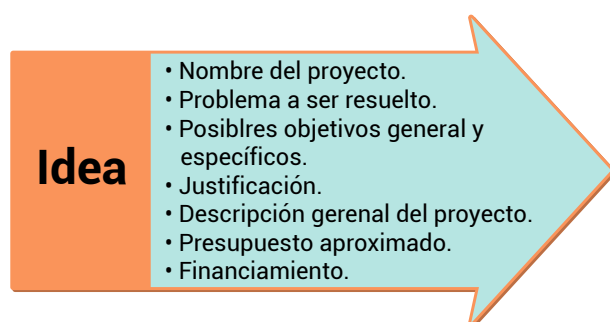 Idea
• Nombre del proyecto.
• Problema a ser resuelto.
• Posiblres objetivos general y
específicos.
• Justificación.
• Descripción gerenal del proyecto.
• Presupuesto aproximado.
• Financiamiento.